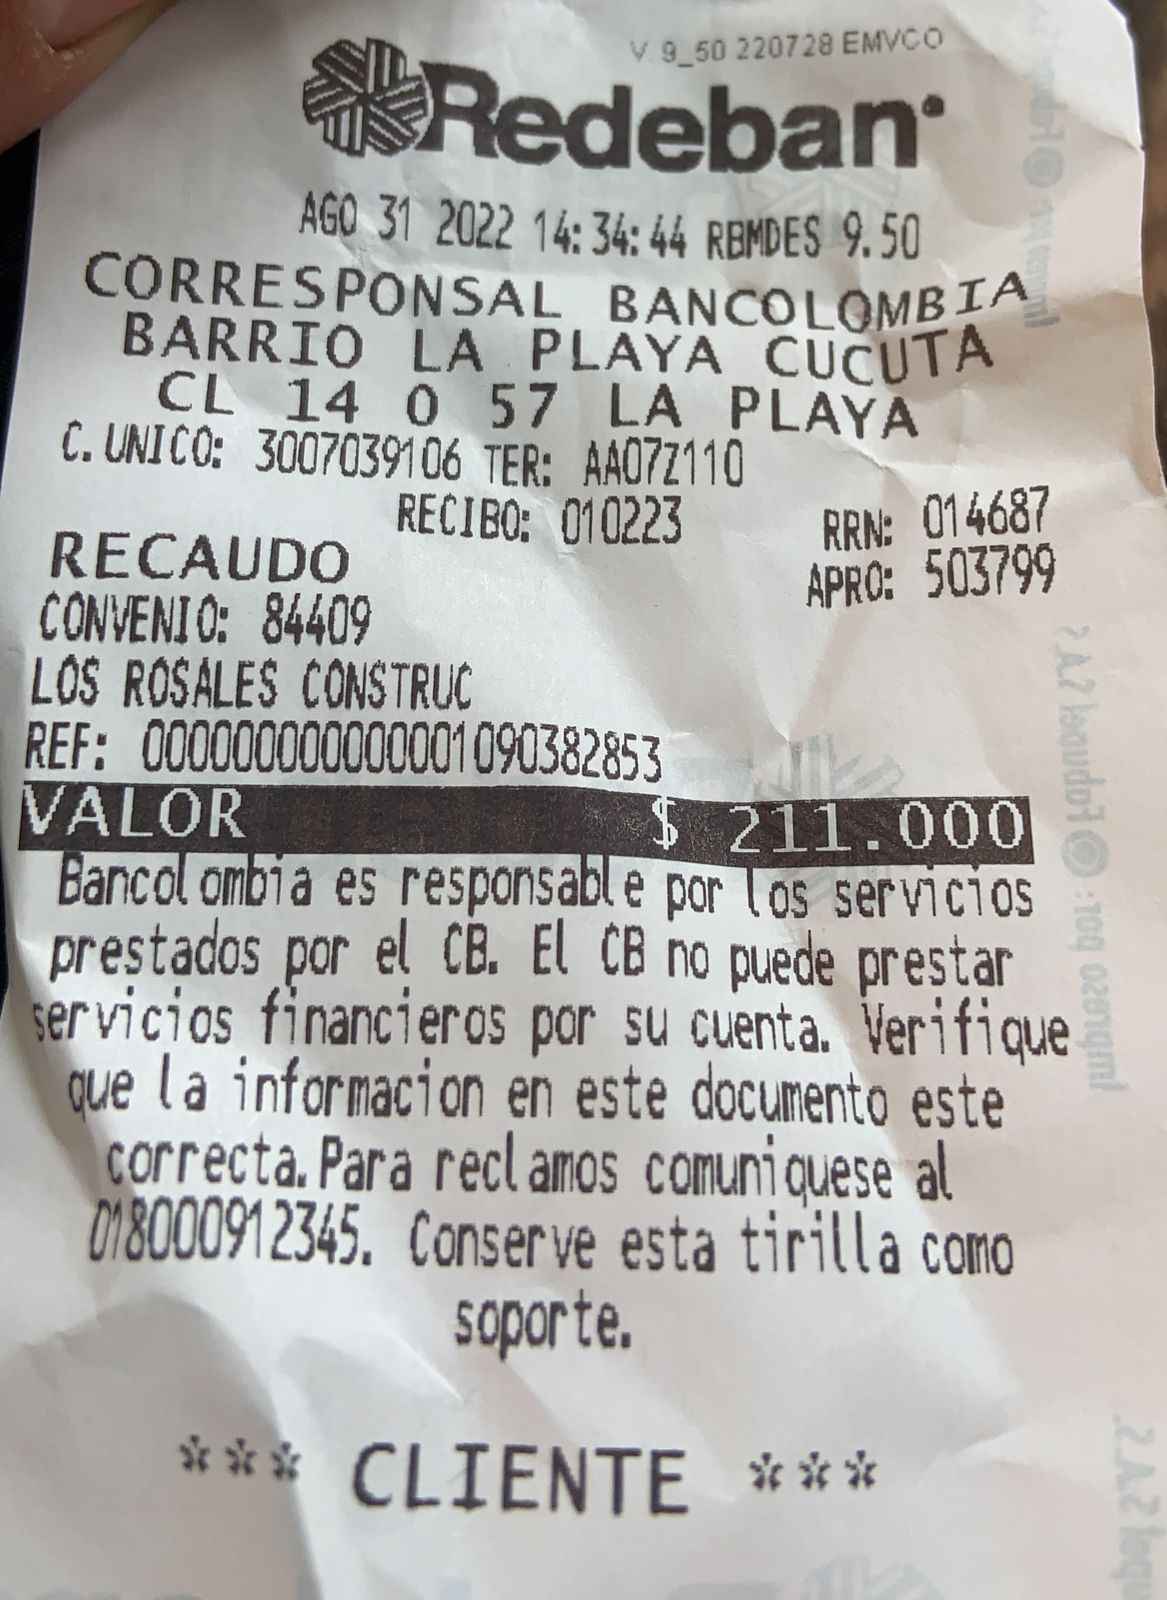 V 9_50 220728 EMVCO
Redeban
AGO 31 2022 14:34:44 RBMDES 9.50
CORRESPONSAL BANCOLOMBIA
BARRIO LA PLAYA CUCUTA
CL 14 0 57 LA PLAYA
C. UNICO: 3007039106 TER: AA07Z110
RECIBO: 010223 RRN: 014687
RECAUDO APRO: 503799
CONVENIO: 84409
LOS ROSALES CONSTRUC
REF: 00000000000001090382853
VALOR $ 211.000
Bancolombia es responsable por los servicios
prestados por el CB. El CB no puede prestar
servicios financieros por su cuenta. Verifique
que la informacion en este documento este
correcta.Para reclamos comuniquese al
018000912345. Conserve esta tirilla como
soporte.
*** CLIENTE ***
Impreso por: